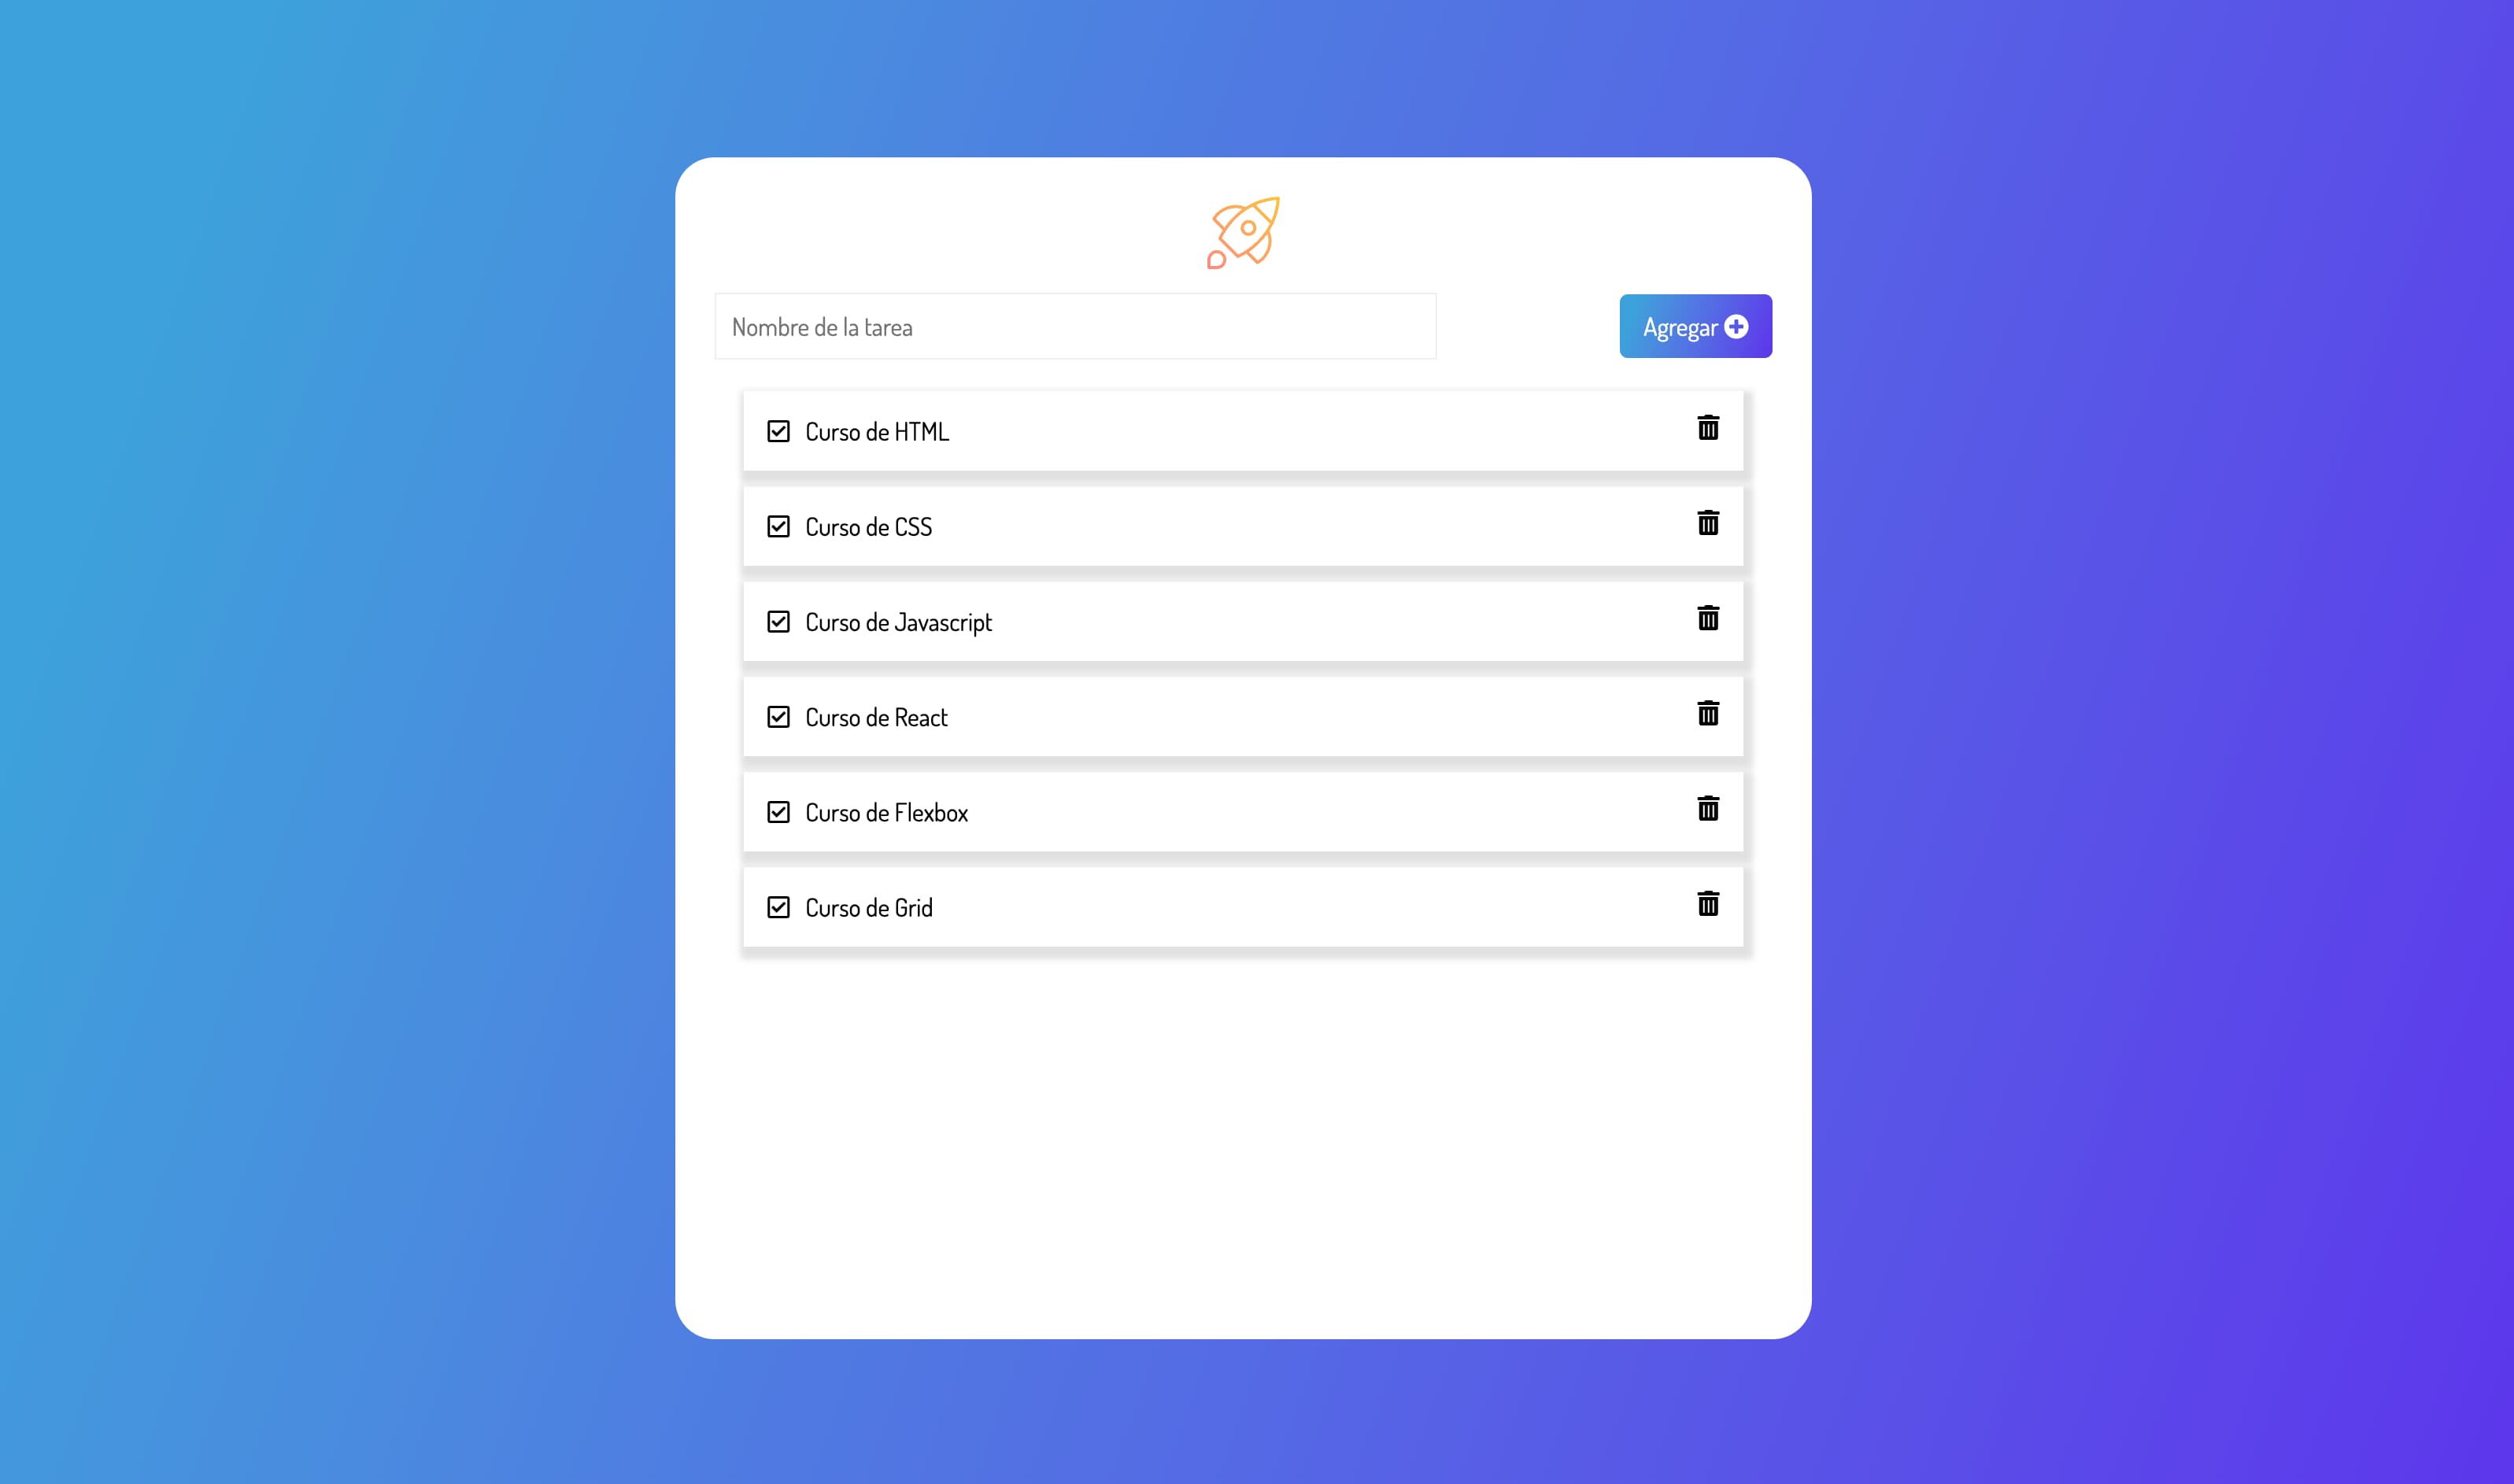 Nombre de la tarea
Agregar
Curso de HTML
Curso de CSS
Curso de Javascript
Curso de React
Curso de Flexbox
Curso de Grid